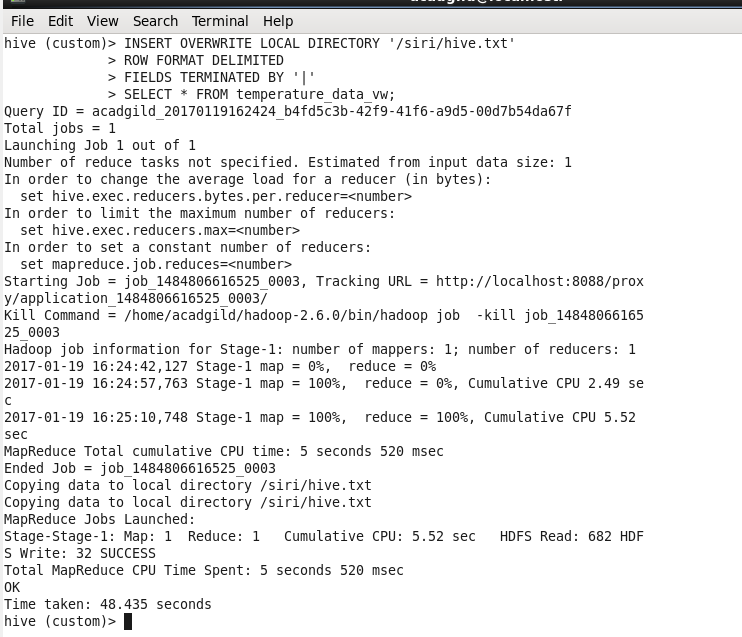 File Edit View Search Terminal Help
hive (custom)> INSERT OVERWRITE LOCAL DIRECTORY '/siri/hive.txt'
             > ROW FORMAT DELIMITED
             > FIELDS TERMINATED BY '|'
             > SELECT * FROM temperature_data_vw;
Query ID = acadgild_20170119162424_b4fd5c3b-42f9-41f6-a9d5-00d7b54da67f
Total jobs = 1
Launching Job 1 out of 1
Number of reduce tasks not specified. Estimated from input data size: 1
In order to change the average load for a reducer (in bytes):
  set hive.exec.reducers.bytes.per.reducer=<number>
In order to limit the maximum number of reducers:
  set hive.exec.reducers.max=<number>
In order to set a constant number of reducers:
  set mapreduce.job.reduces=<number>
Starting Job = job_1484806616525_0003, Tracking URL = http://localhost:8088/prox
y/application_1484806616525_0003/
Kill Command = /home/acadgild/hadoop-2.6.0/bin/hadoop job  -kill job_14848066165
25_0003
Hadoop job information for Stage-1: number of mappers: 1; number of reducers: 1
2017-01-19 16:24:42,127 Stage-1 map = 0%,  reduce = 0%
2017-01-19 16:24:57,763 Stage-1 map = 100%,  reduce = 0%, Cumulative CPU 2.49 se
c
2017-01-19 16:25:10,748 Stage-1 map = 100%,  reduce = 100%, Cumulative CPU 5.52
sec
MapReduce Total cumulative CPU time: 5 seconds 520 msec
Ended Job = job_1484806616525_0003
Copying data to local directory /siri/hive.txt
Copying data to local directory /siri/hive.txt
MapReduce Jobs Launched:
Stage-Stage-1: Map: 1  Reduce: 1   Cumulative CPU: 5.52 sec   HDFS Read: 682 HDF
S Write: 32 SUCCESS
Total MapReduce CPU Time Spent: 5 seconds 520 msec
OK
Time taken: 48.435 seconds
hive (custom)>